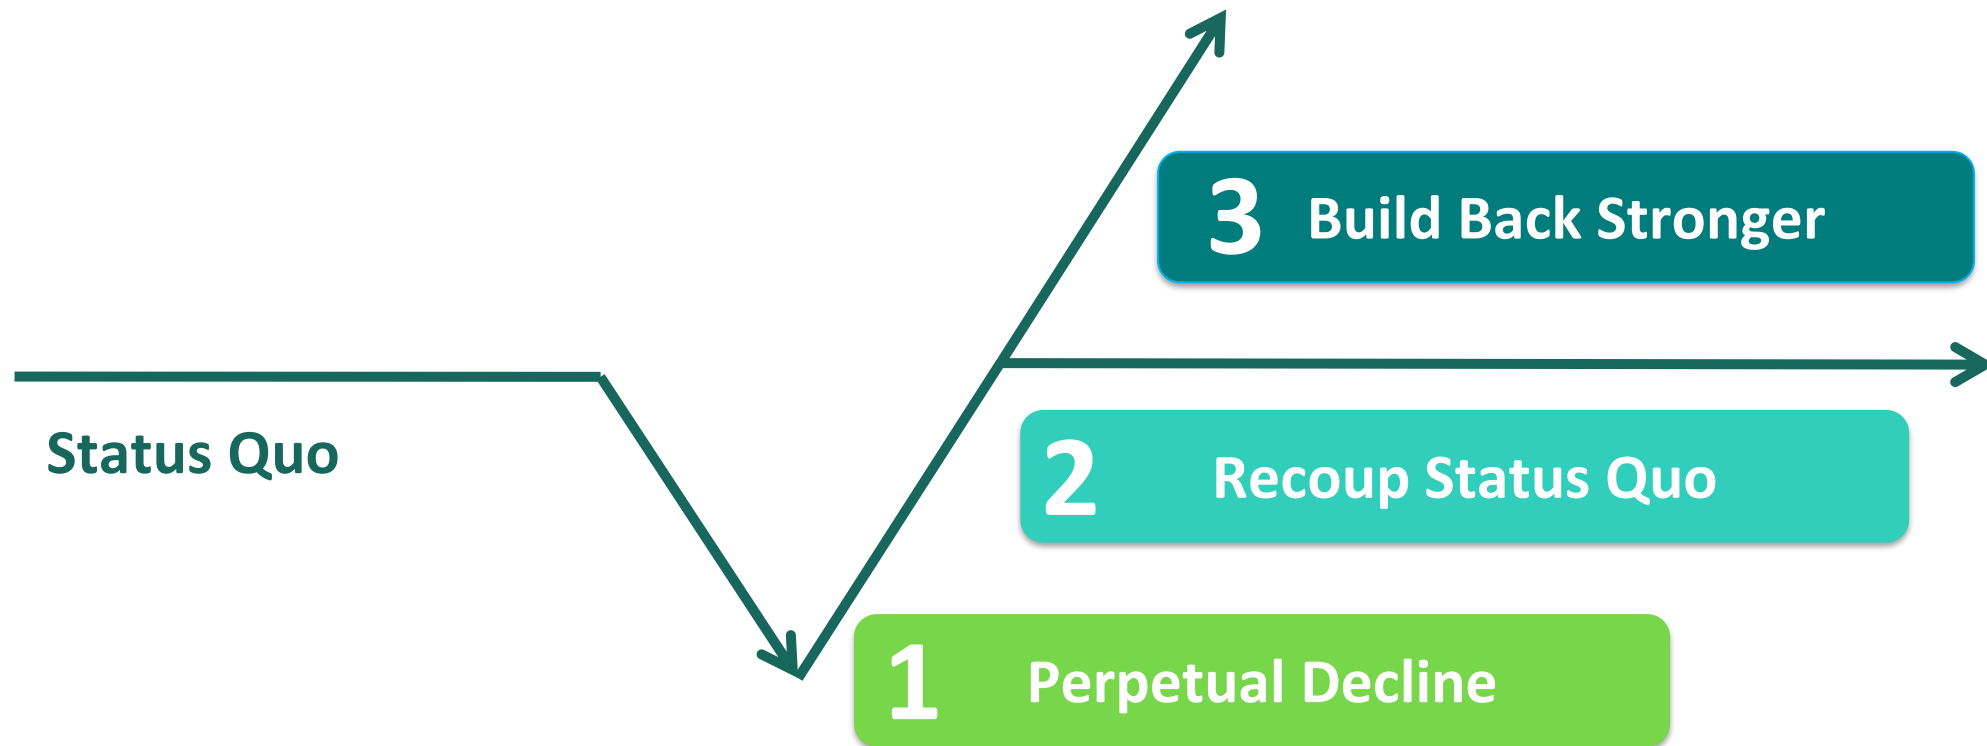 3 Build Back Stronger
Status Quo
2 Recoup Status Quo
1 Perpetual Decline